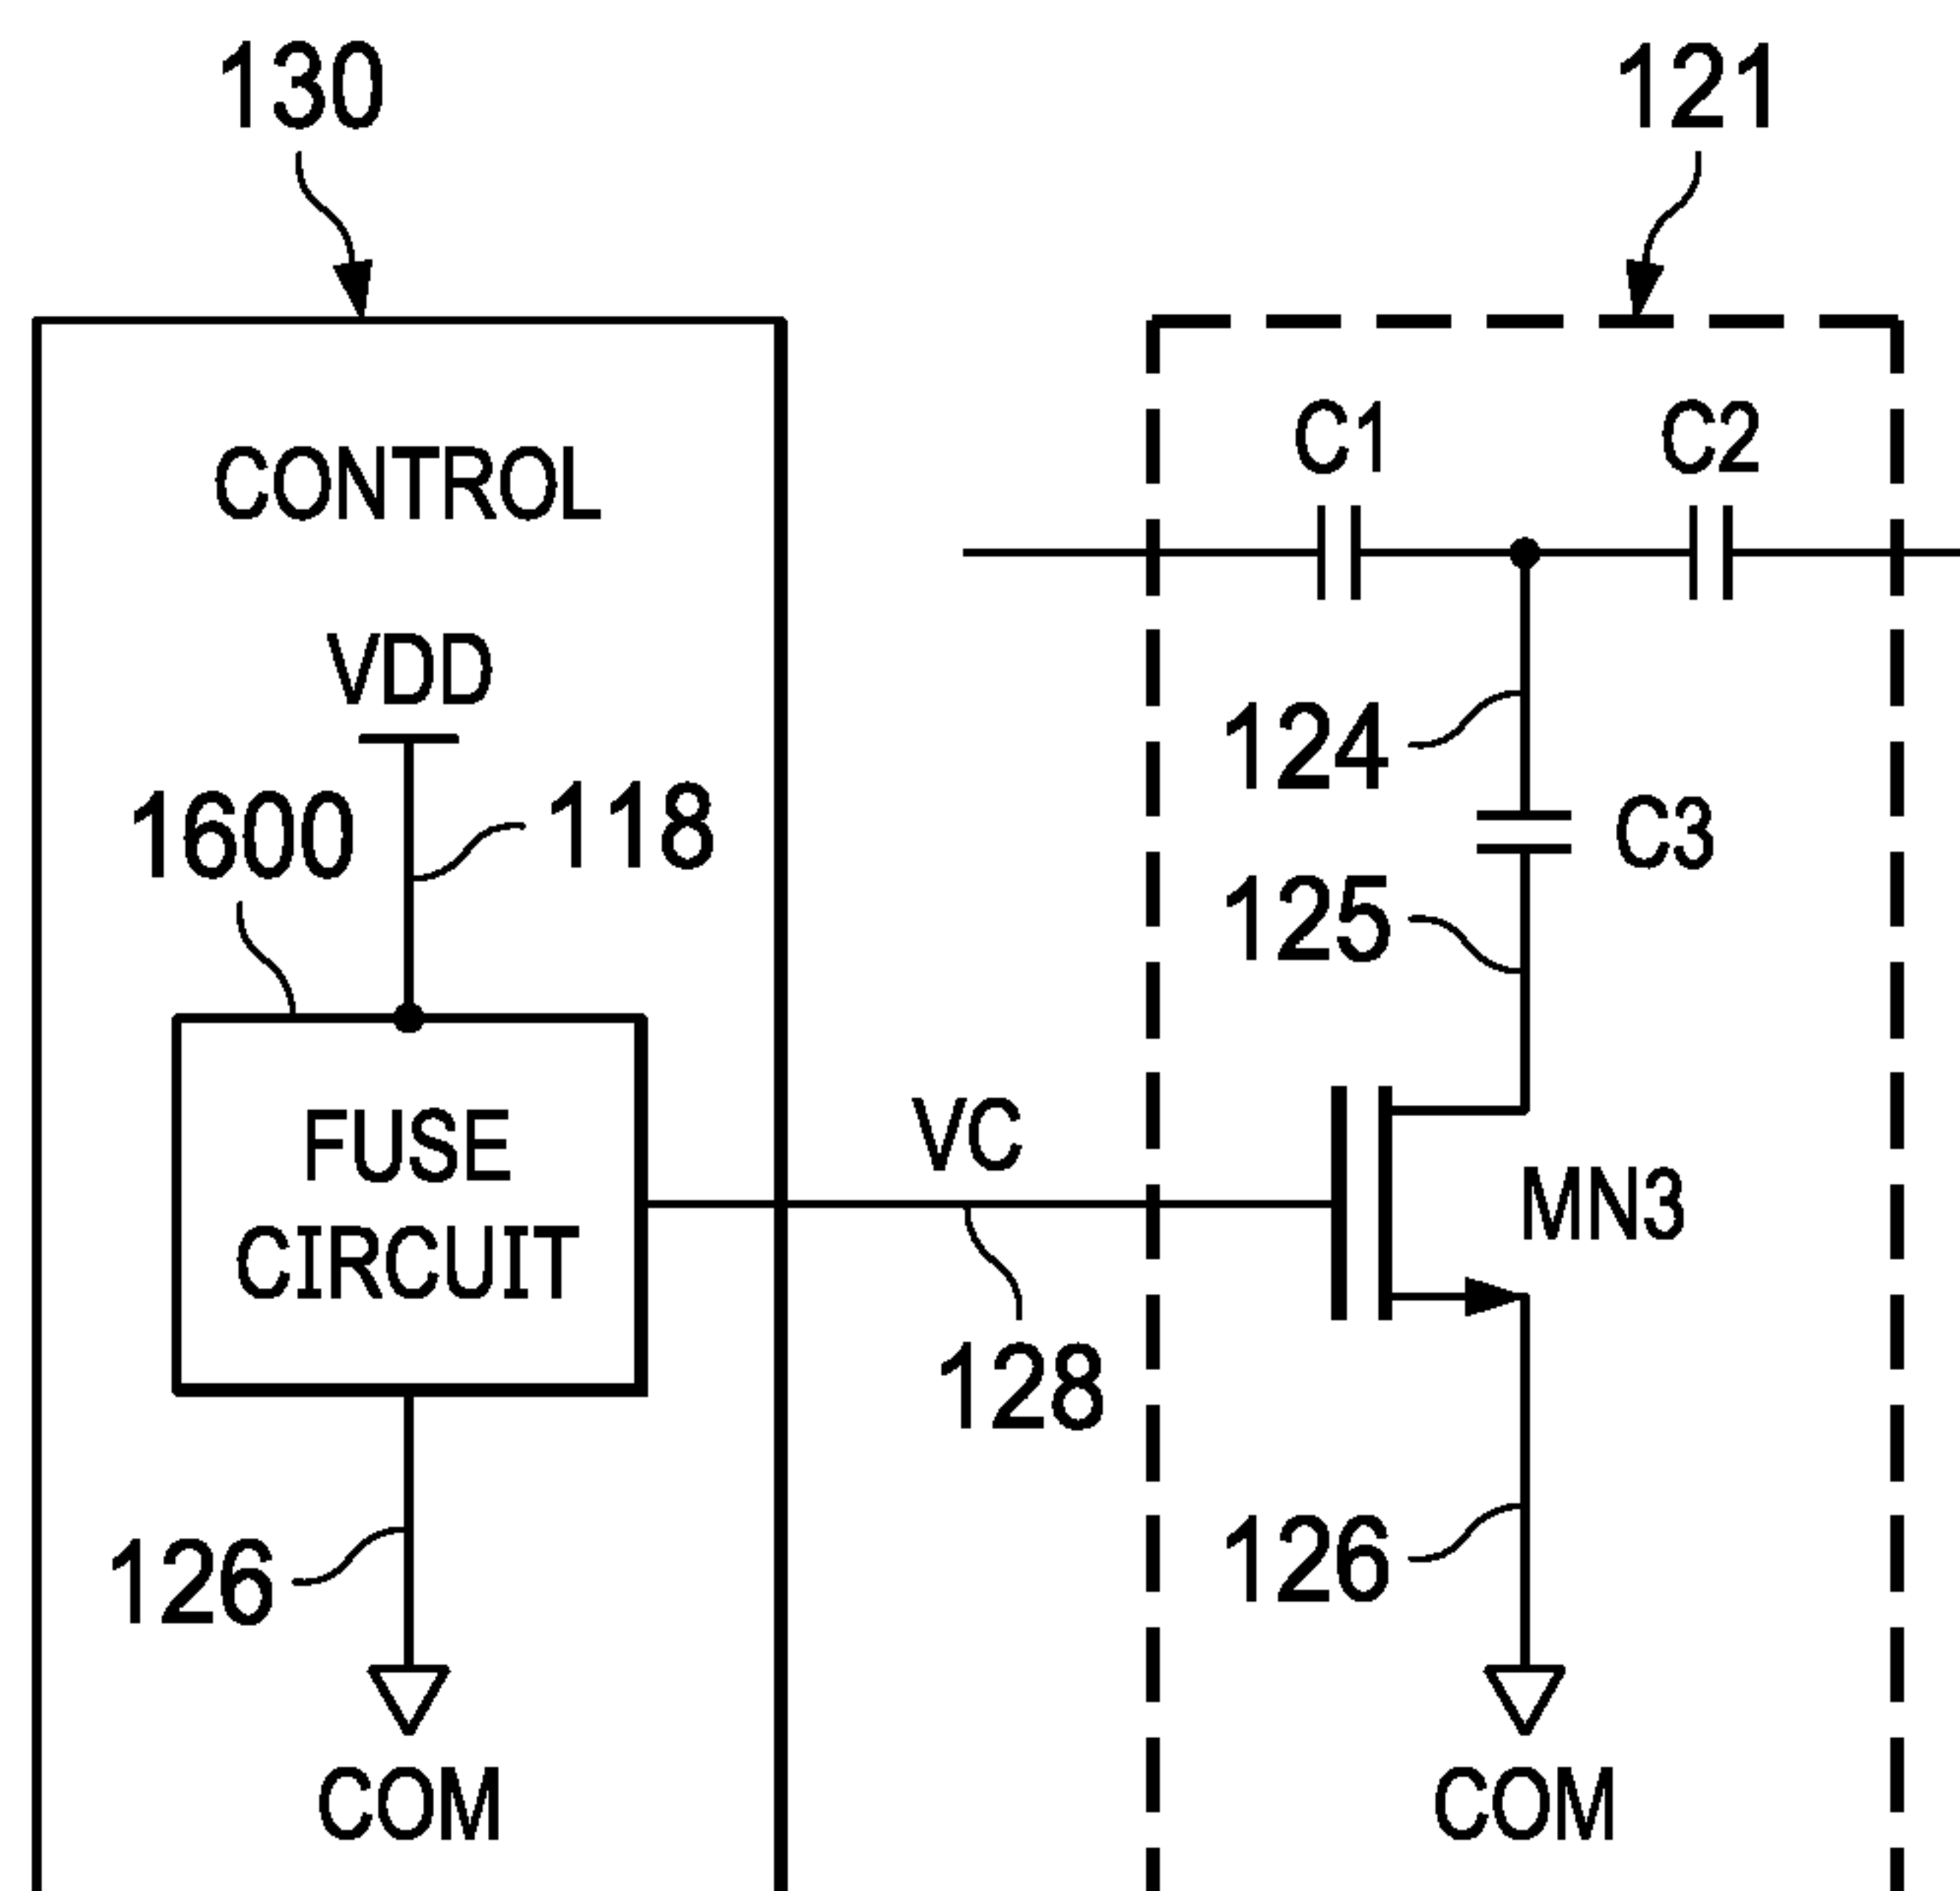 130
121
CONTROL
C1
C2
VDD
124
1600
118
C3
125
FUSE
CIRCUIT
VC
MN3
128
126
126
COM
COM